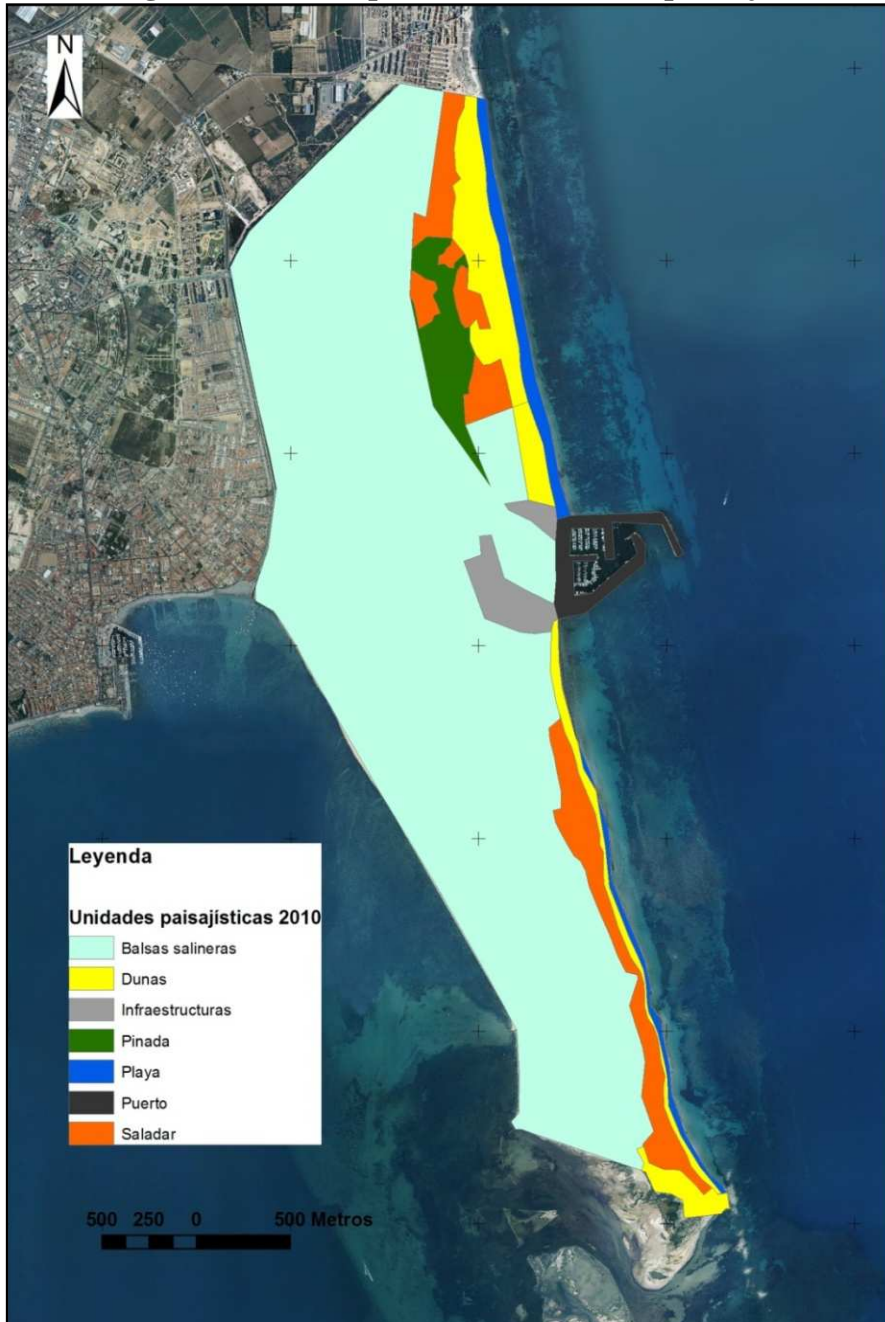 N
Leyenda
Unidades paisajísticas 2010
Balsas salineras
Dunas
Infraestructuras
Pinada
Playa
Puerto
Saladar
500 250 0 500 Metros